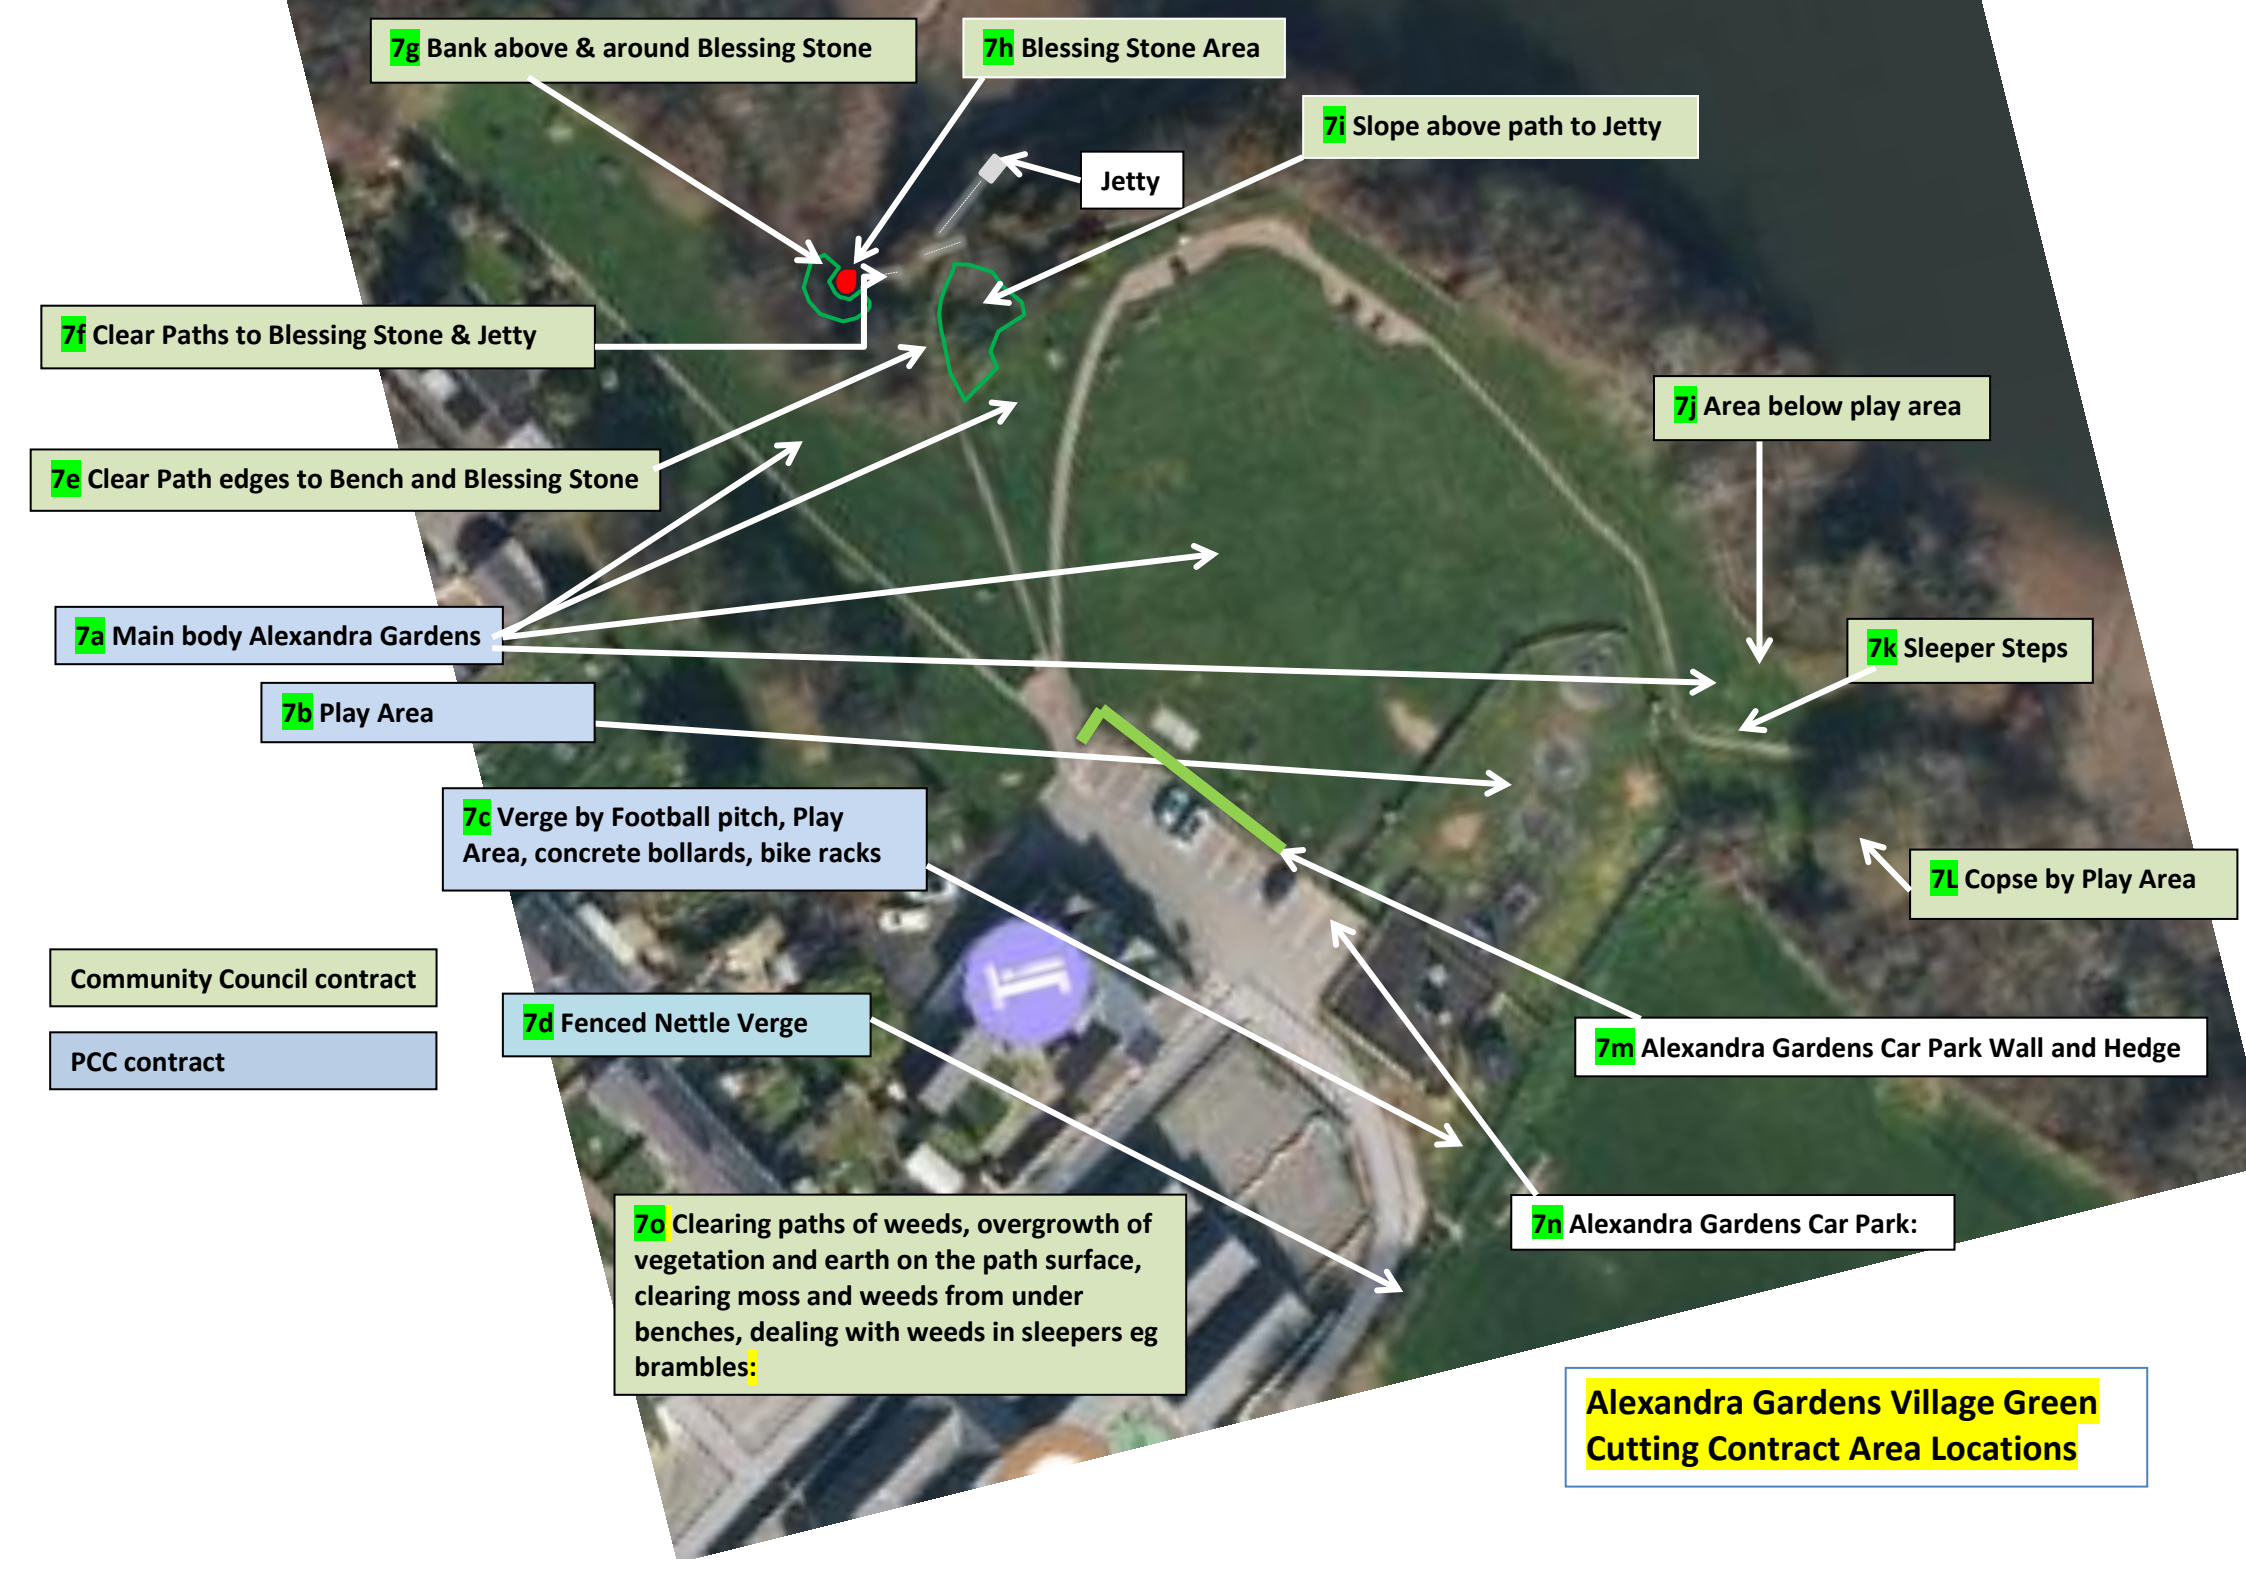 7g Bank above & around Blessing Stone
7h Blessing Stone Area
7i Slope above path to Jetty
Jetty
7f Clear Paths to Blessing Stone & Jetty
7j Area below play area
7e Clear Path edges to Bench and Blessing Stone
7a Main body Alexandra Gardens
7k Sleeper Steps
7b Play Area
7c Verge by Football pitch, Play
Area, concrete bollards, bike racks
7L Copse by Play Area
Community Council contract
7d Fenced Nettle Verge
7m Alexandra Gardens Car Park Wall and Hedge
PCC contract
7o Clearing paths of weeds, overgrowth of
vegetation and earth on the path surface,
clearing moss and weeds from under
benches, dealing with weeds in sleepers eg
brambles:
7n Alexandra Gardens Car Park:
Alexandra Gardens Village Green
Cutting Contract Area Locations